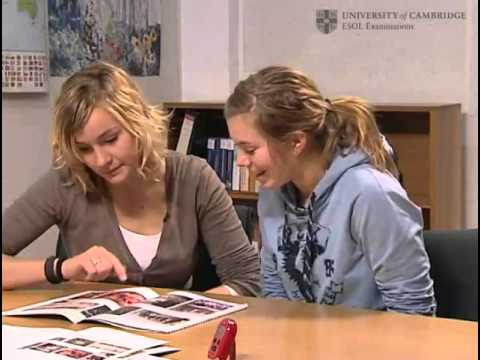 UNIVERSITY of CAMBRIDGE
ESOL Examinations